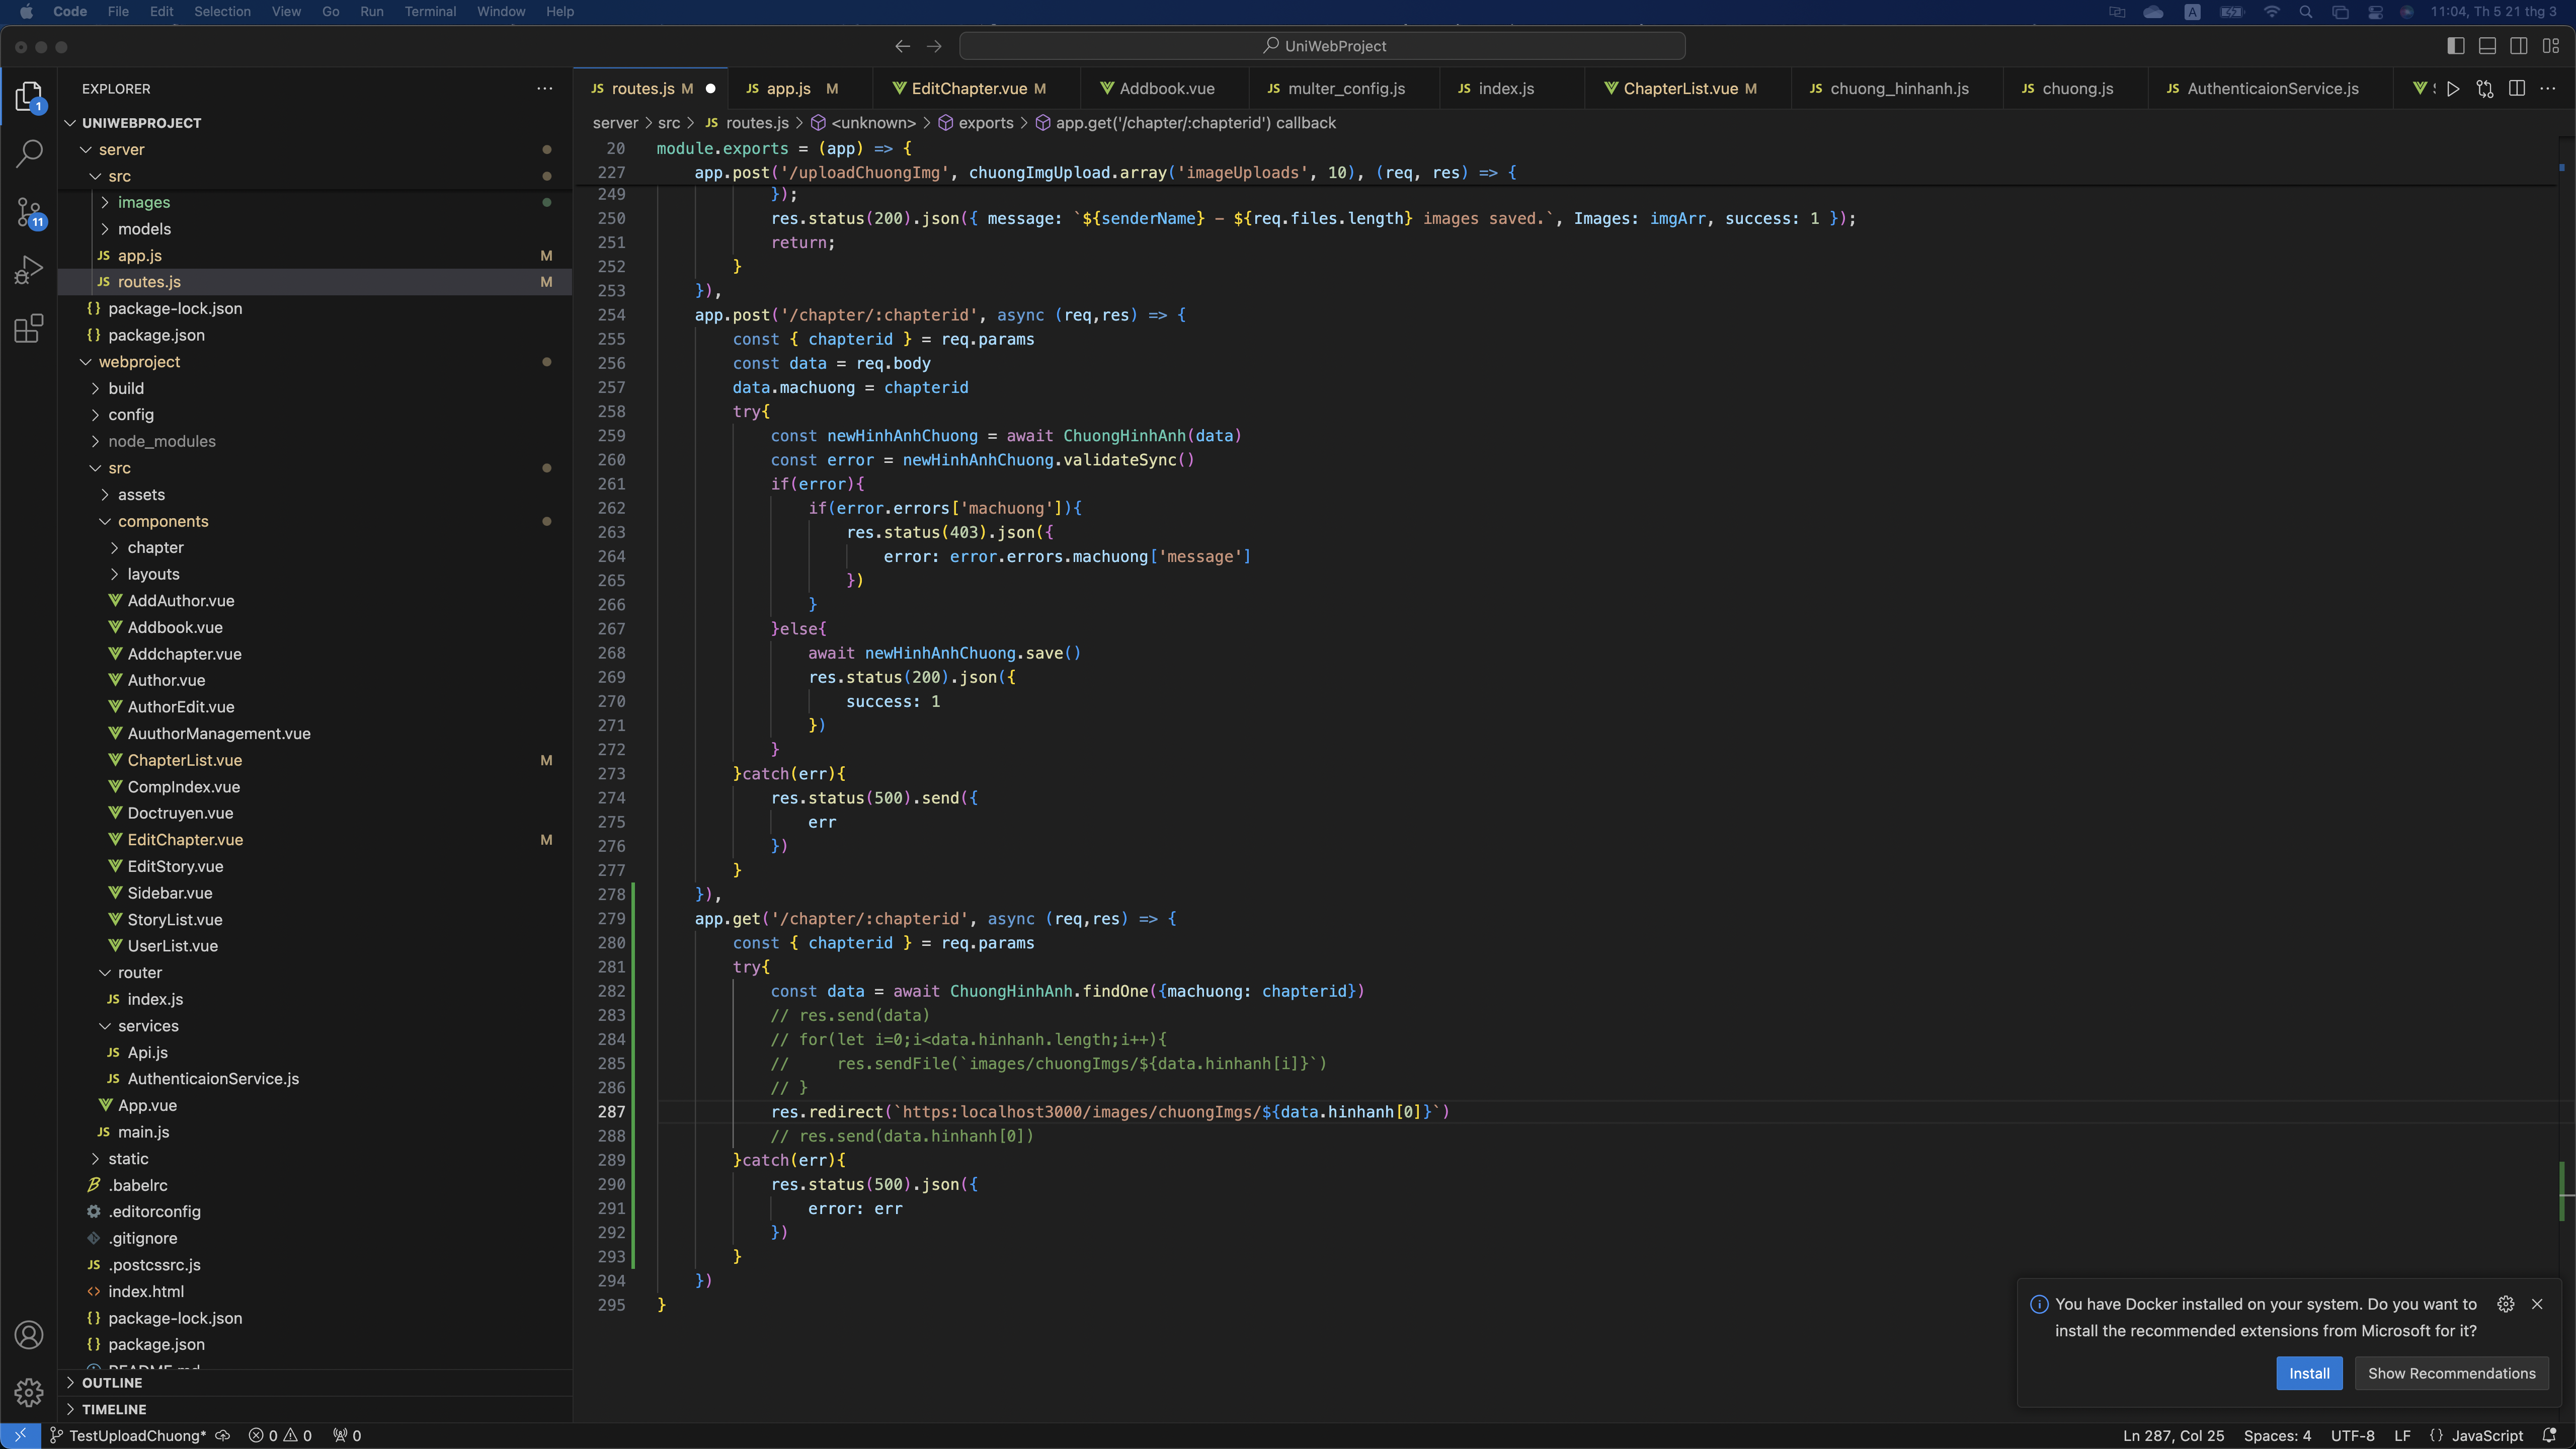 Code File Edit Selection View Go Run Terminal Window Help
A
11:04, Th 5 21 thg 3
UniWebProject
EXPLORER
1
11
UNIWEBPROJECT
server
src
images
models
JS app.js M
JS routes.js M
{} package-lock.json
{} package.json
webproject
build
config
node_modules
src
assets
components
chapter
layouts
AddAuthor.vue
Addbook.vue
Addchapter.vue
Author.vue
AuthorEdit.vue
AuuthorManagement.vue
ChapterList.vue M
CompIndex.vue
Doctruyen.vue
EditChapter.vue M
EditStory.vue
Sidebar.vue
StoryList.vue
UserList.vue
router
JS index.js
services
JS Api.js
JS AuthenticaionService.js
App.vue
JS main.js
static
.babelrc
.editorconfig
.gitignore
JS .postcssrc.js
<> index.html
{} package-lock.json
{} package.json
README.md
OUTLINE
TIMELINE
JS routes.js M
JS app.js M
EditChapter.vue M
Addbook.vue
JS multer_config.js
JS index.js
ChapterList.vue M
JS chuong_hinhanh.js
JS chuong.js
JS AuthenticaionService.js
server > src > JS routes.js > <unknown> > exports > app.get('/chapter/:chapterid') callback
20 module.exports = (app) => {
227 app.post('/uploadChuongImg', chuongImgUpload.array('imageUploads', 10), (req, res) => {
249 });
250 res.status(200).json({ message: `${senderName} - ${req.files.length} images saved.`, Images: imgArr, success: 1 });
251 return;
252 }
253 }),
254 app.post('/chapter/:chapterid', async (req,res) => {
255 const { chapterid } = req.params
256 const data = req.body
257 data.machuong = chapterid
258 try{
259 const newHinhAnhChuong = await ChuongHinhAnh(data)
260 const error = newHinhAnhChuong.validateSync()
261 if(error){
262 if(error.errors['machuong']){
263 res.status(403).json({
264 error: error.errors.machuong['message']
265 })
266 }
267 }else{
268 await newHinhAnhChuong.save()
269 res.status(200).json({
270 success: 1
271 })
272 }
273 }catch(err){
274 res.status(500).send({
275 err
276 })
277 }
278 }),
279 app.get('/chapter/:chapterid', async (req,res) => {
280 const { chapterid } = req.params
281 try{
282 const data = await ChuongHinhAnh.findOne({machuong: chapterid})
283 // res.send(data)
284 // for(let i=0;i<data.hinhanh.length;i++){
285 // res.sendFile(`images/chuongImgs/${data.hinhanh[i]}`)
286 // }
287 res.redirect(`https:localhost3000/images/chuongImgs/${data.hinhanh[0]}`)
288 // res.send(data.hinhanh[0])
289 }catch(err){
290 res.status(500).json({
291 error: err
292 })
293 }
294 })
295 }
You have Docker installed on your system. Do you want to
install the recommended extensions from Microsoft for it?
Install Show Recommendations
TestUploadChuong* 0 0 0
Ln 287, Col 25 Spaces: 4 UTF-8 LF {} JavaScript